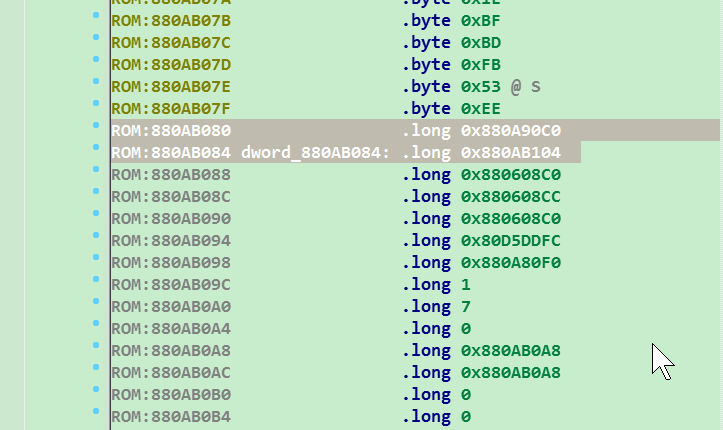 ROM:880AB07A .byte 0x1E
ROM:880AB07B .byte 0xBF
ROM:880AB07C .byte 0xBD
ROM:880AB07D .byte 0xFB
ROM:880AB07E .byte 0x53 @ S
ROM:880AB07F .byte 0xEE
ROM:880AB080 .long 0x880A90C0
ROM:880AB084 dword_880AB084: .long 0x880AB104
ROM:880AB088 .long 0x880608C0
ROM:880AB08C .long 0x880608CC
ROM:880AB090 .long 0x880608C0
ROM:880AB094 .long 0x80D5DDFC
ROM:880AB098 .long 0x880A80F0
ROM:880AB09C .long 1
ROM:880AB0A0 .long 7
ROM:880AB0A4 .long 0
ROM:880AB0A8 .long 0x880AB0A8
ROM:880AB0AC .long 0x880AB0A8
ROM:880AB0B0 .long 0
ROM:880AB0B4 .long 0